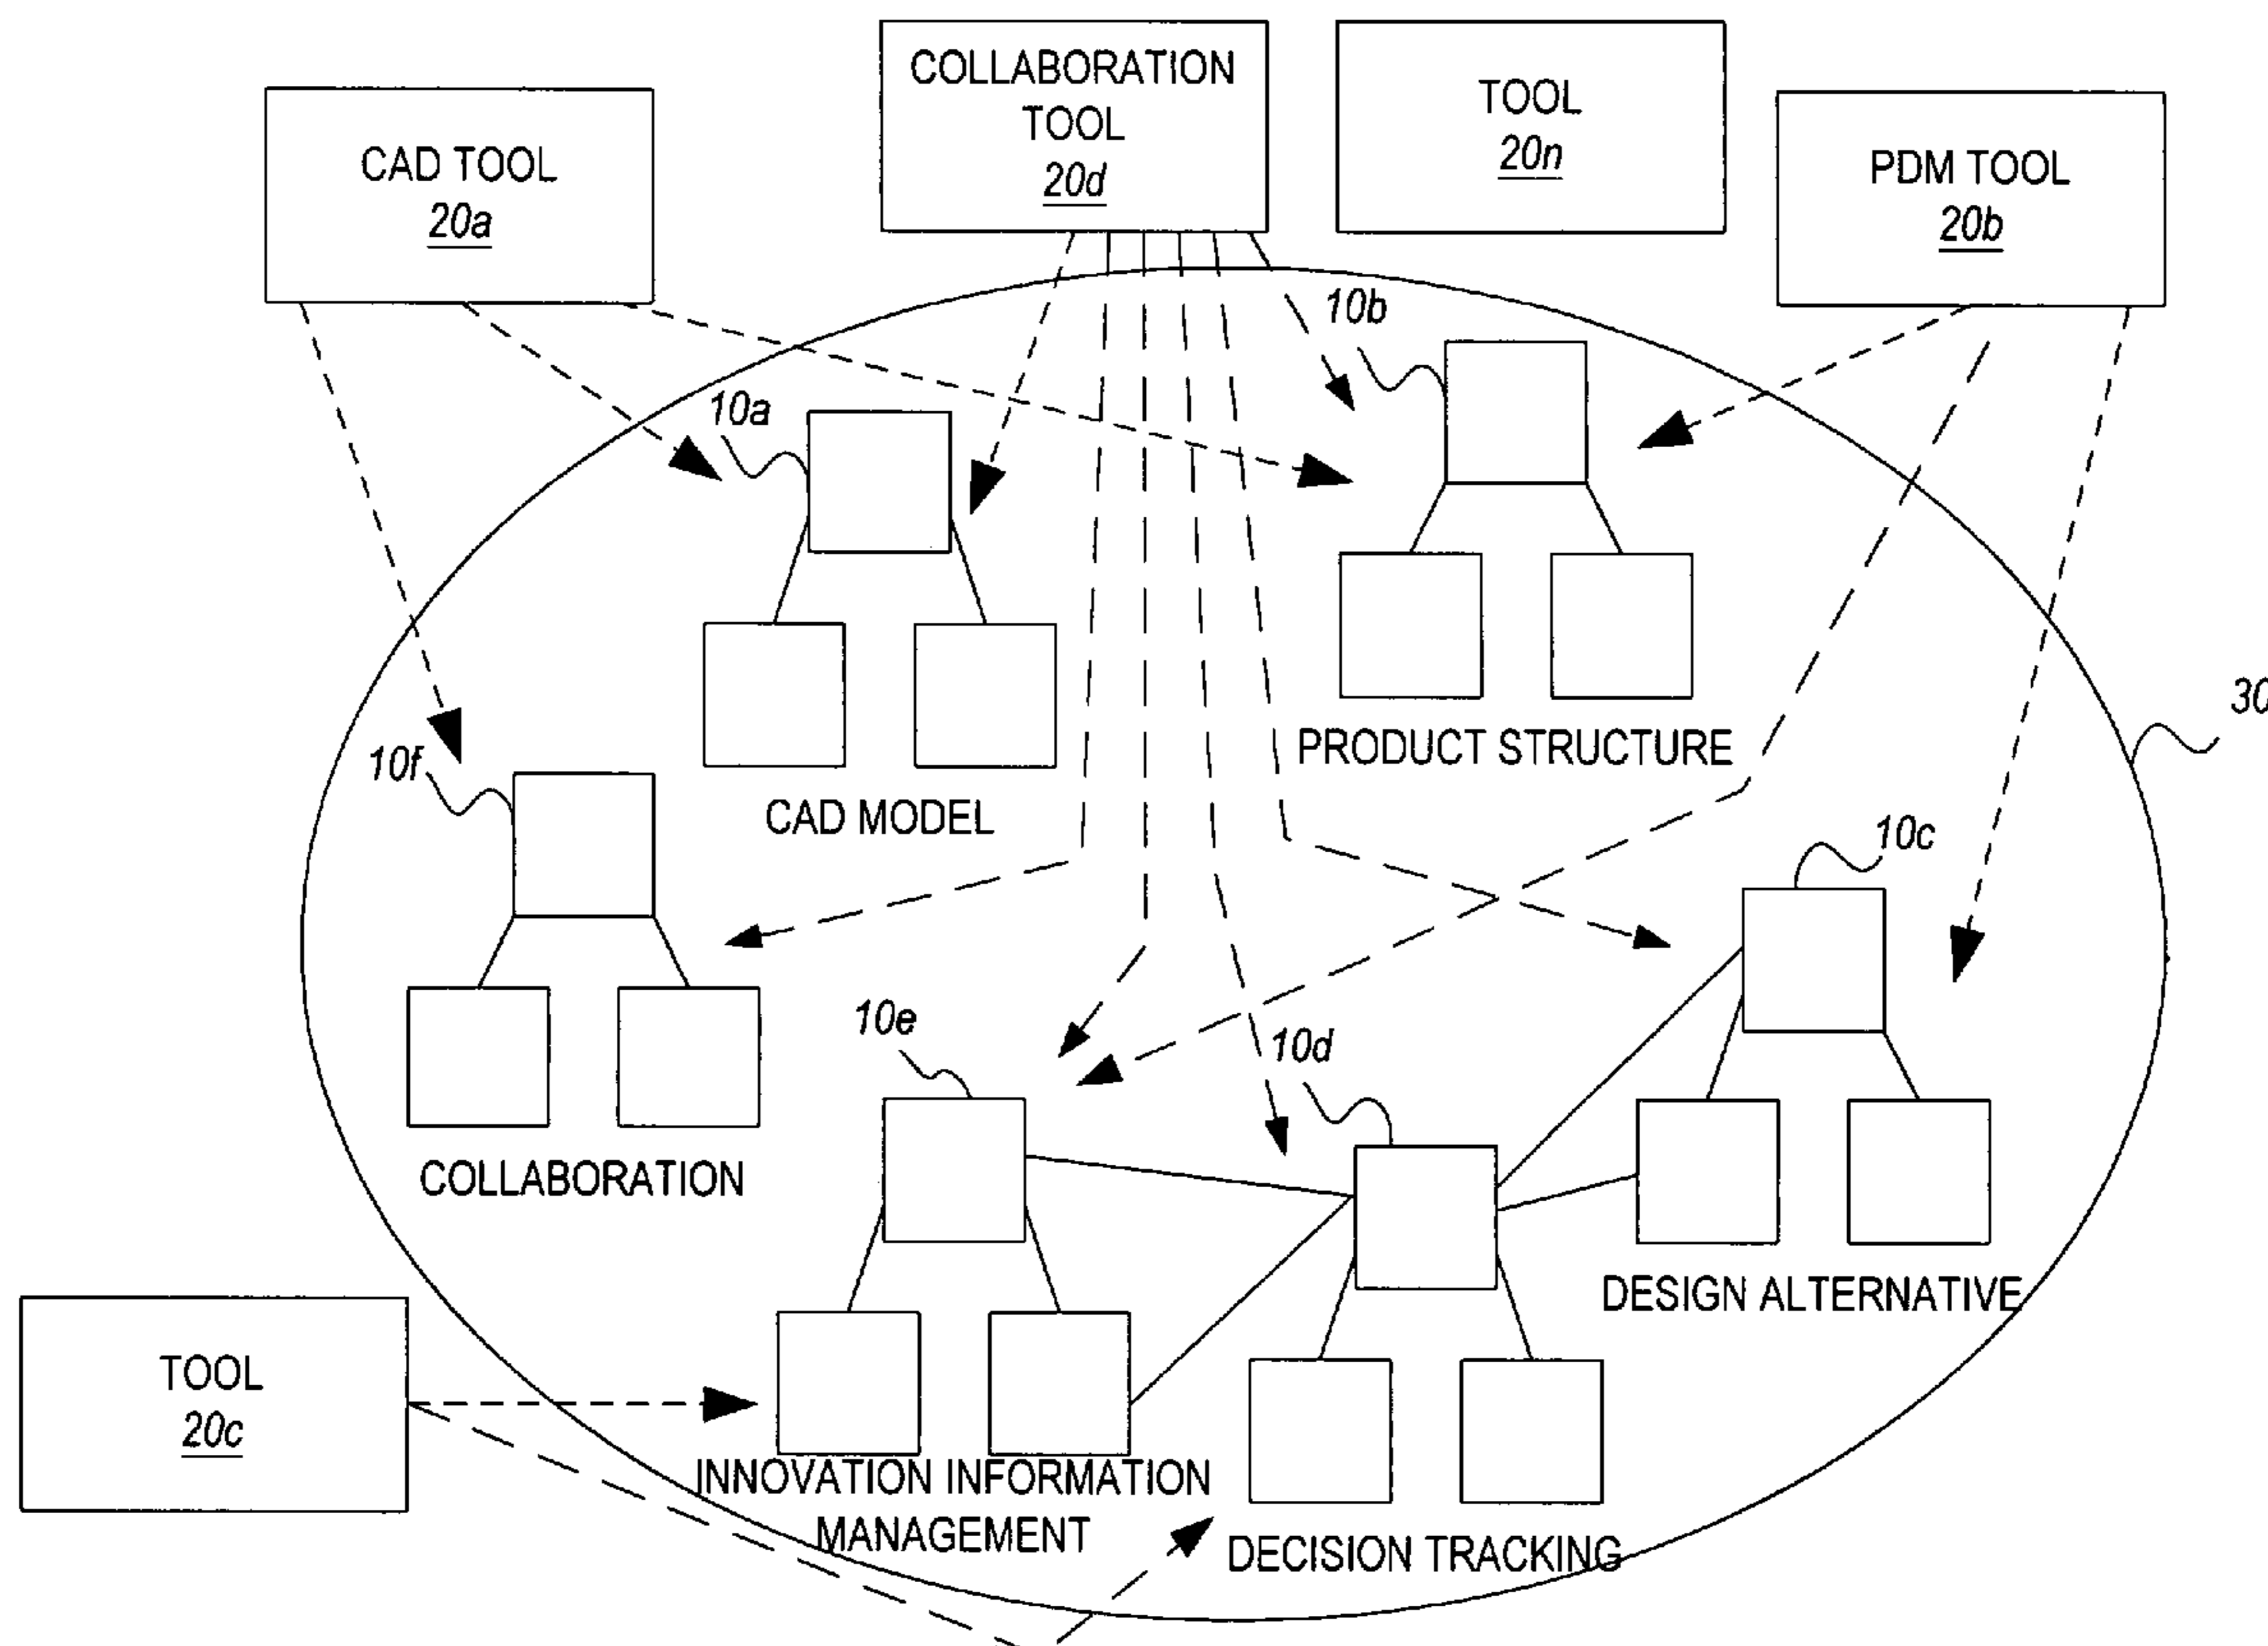 COLLABORATION
TOOL
20d
TOOL
20n
CAD TOOL
20a
PDM TOOL
20b
10b
10a
30
PRODUCT STRUCTURE
10f
CAD MODEL
10c
10e
10d
COLLABORATION
DESIGN ALTERNATIVE
TOOL
20c
INNOVATION INFORMATION
MANAGEMENT
DECISION TRACKING